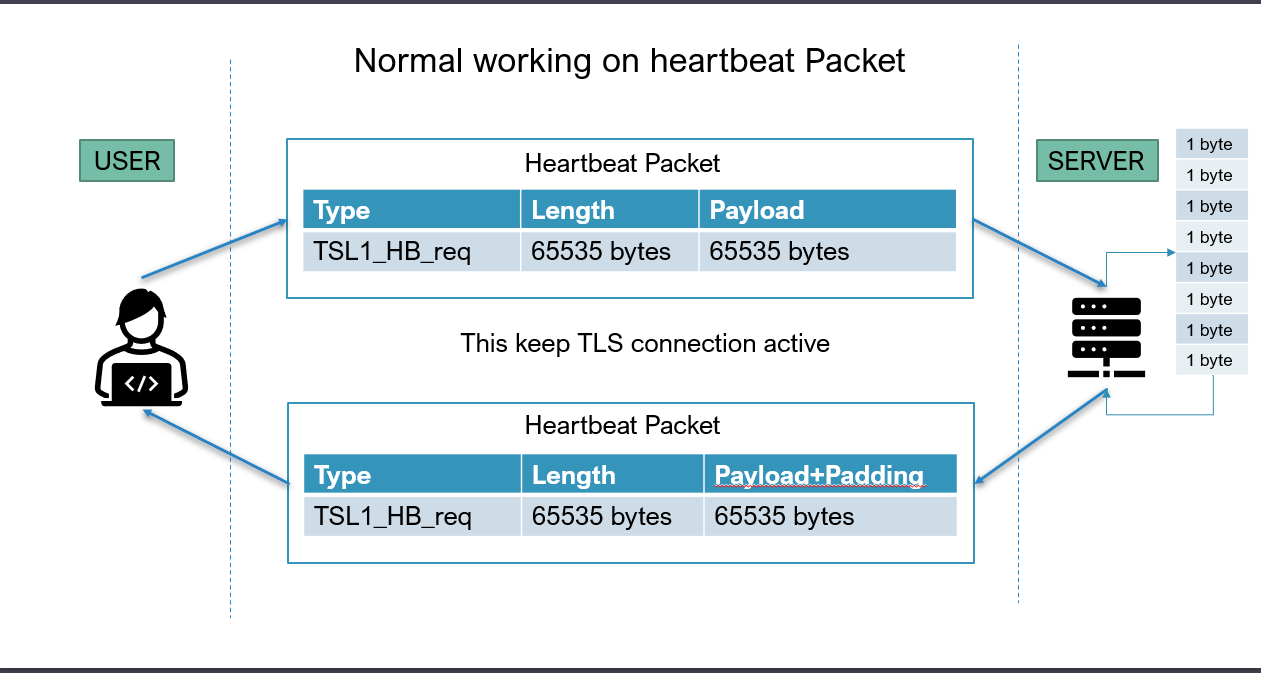 Normal working on heartbeat Packet
USER
SERVER
Heartbeat Packet
Type Length Payload
TSL1_HB_req 65535 bytes 65535 bytes
This keep TLS connection active
Heartbeat Packet
Type Length Payload+Padding
TSL1_HB_req 65535 bytes 65535 bytes
1 byte
1 byte
1 byte
1 byte
1 byte
1 byte
1 byte
1 byte
</>